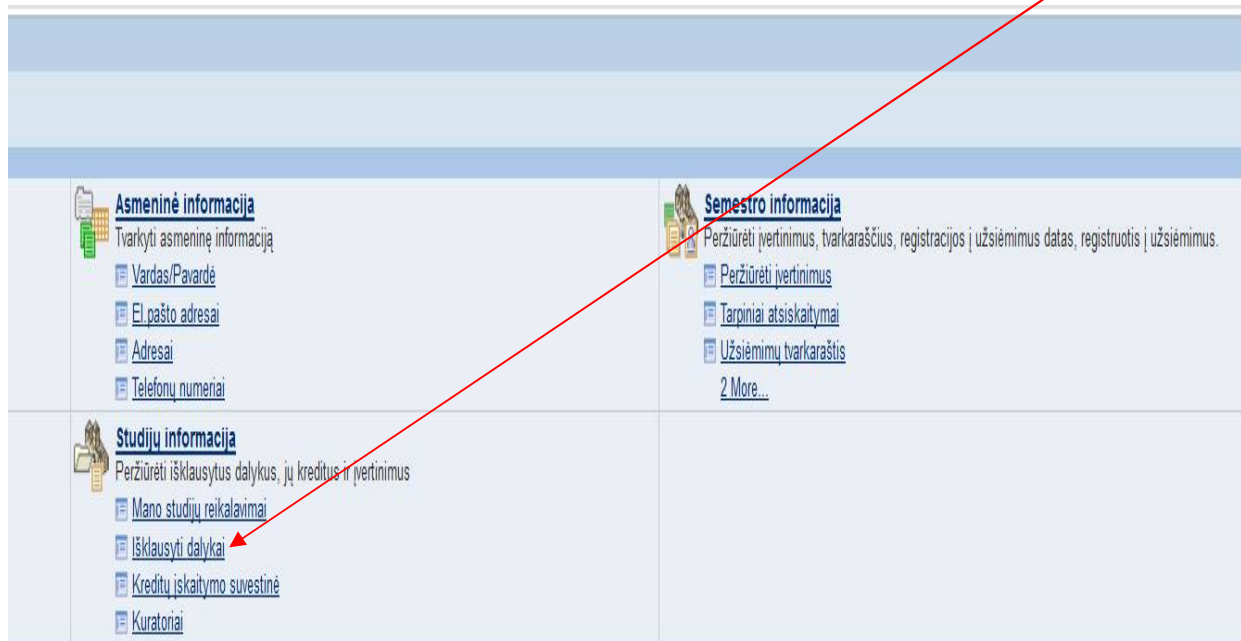 Asmeninė informacija
Tvarkyti asmeninę informaciją
Vardas/Pavardė
El.pašto adresai
Adresai
Telefonų numeriai
Semestro informacija
Peržiūrėti įvertinimus, tvarkaraščius, registracijos į užsiėmimus datas, registruotis į užsiėmimus.
Peržiūrėti įvertinimus
Tarpiniai atsiskaitymai
Užsiėmimų tvarkaraštis
2 More...
Studijų informacija
Peržiūrėti išklausytus dalykus, jų kreditus ir įvertinimus
Mano studijų reikalavimai
Išklausyti dalykai
Kreditų įskaitymo suvestinė
Kuratoriai